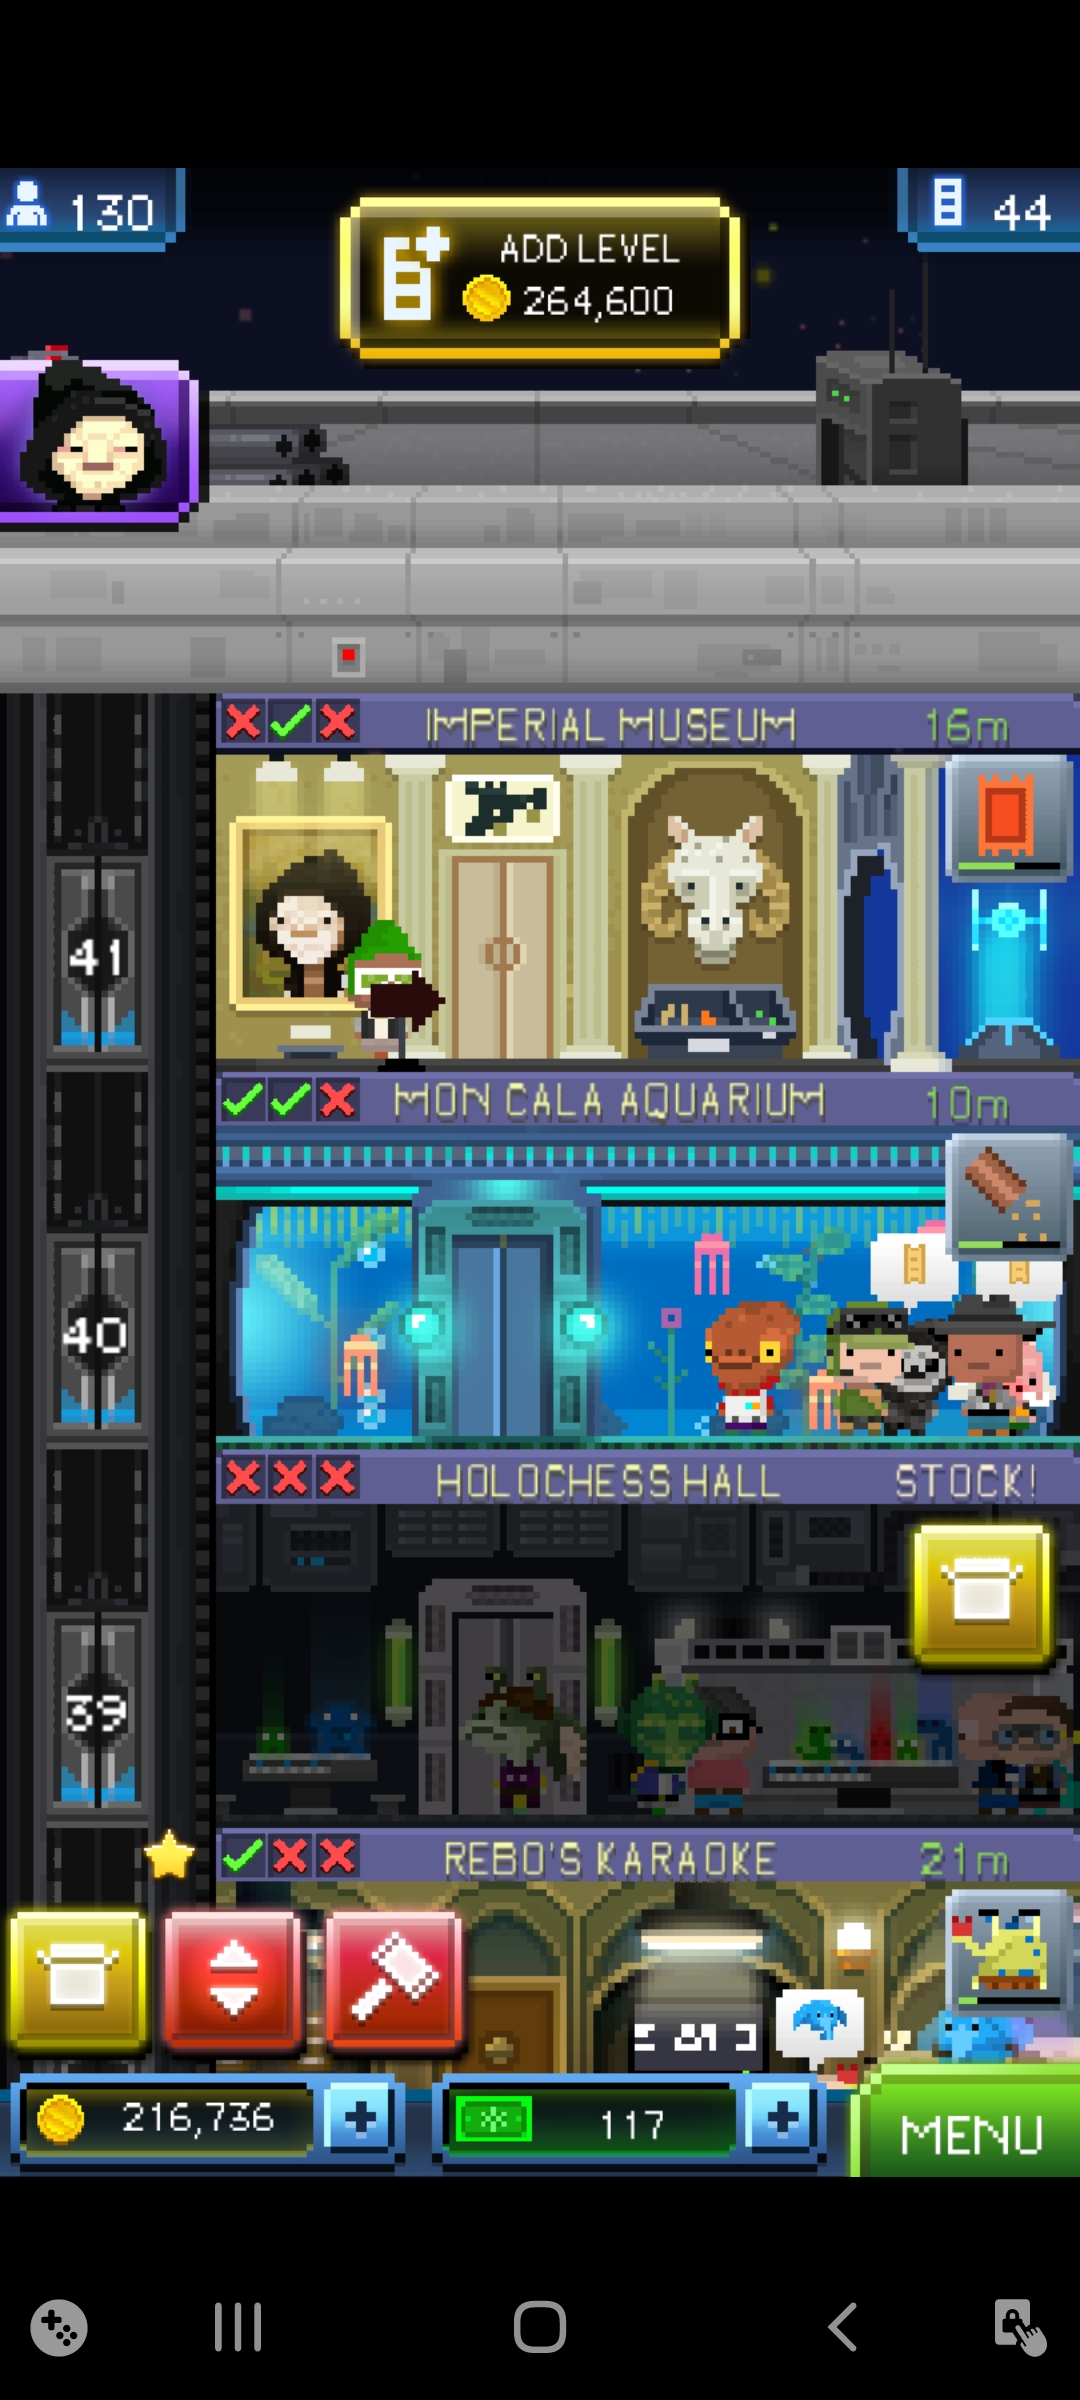 130
ADD LEVEL
264,600
44
IMPERIAL MUSEUM 16m
41
MON CALA AQUARIUM 10m
40
HOLOCHESS HALL STOCK!
39
REBO'S KARAOKE 21m
216,736
117
MENU